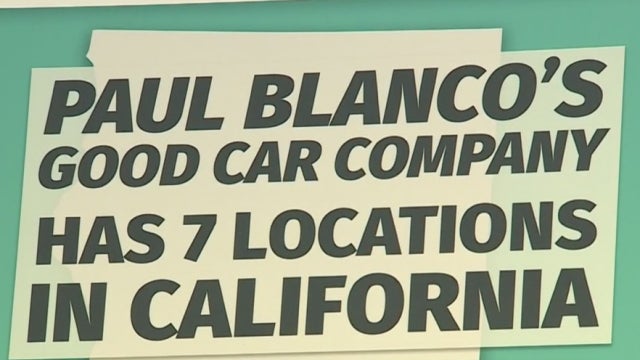 PAUL BLANCO'S
GOOD CAR COMPANY
HAS 7 LOCATIONS
IN CALIFORNIA